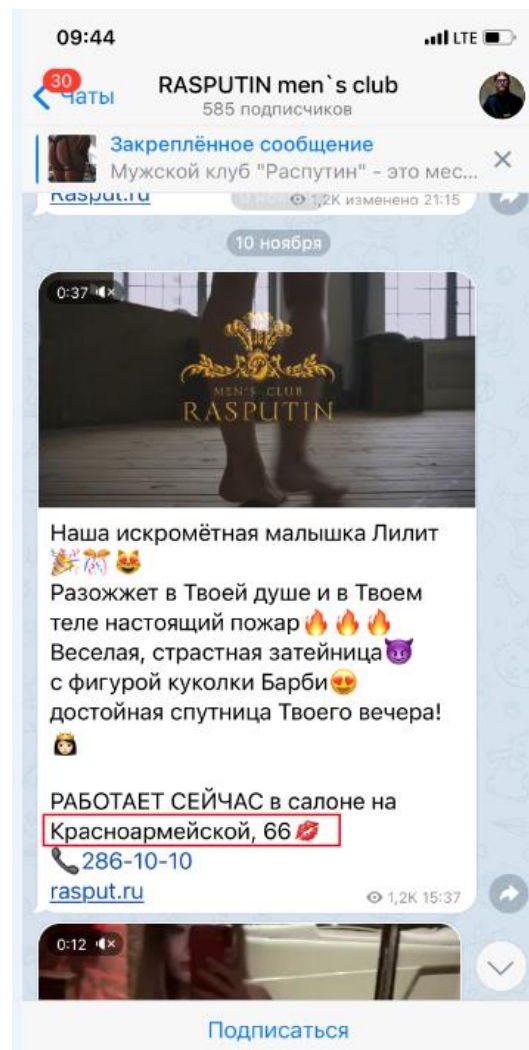 09:44
LTE
30
Чаты
RASPUTIN men`s club
585 подписчиков
Закреплённое сообщение
Мужской клуб "Распутин" - это мес...
Rasput.ru
1,2K изменено 21:15
10 ноября
0:37
MEN'S CLUB
RASPUTIN
Наша искромётная малышка Лилит
🎉🎊😻
Разожжет в Твоей душе и в Твоем
теле настоящий пожар🔥🔥🔥
Веселая, страстная затейница😈
с фигурой куколки Барби😍
достойная спутница Твоего вечера!
👸🏻
РАБОТАЕТ СЕЙЧАС в салоне на
Красноармейской, 66💋
📞286-10-10
rasput.ru
1,2K 15:37
0:12
Подписаться